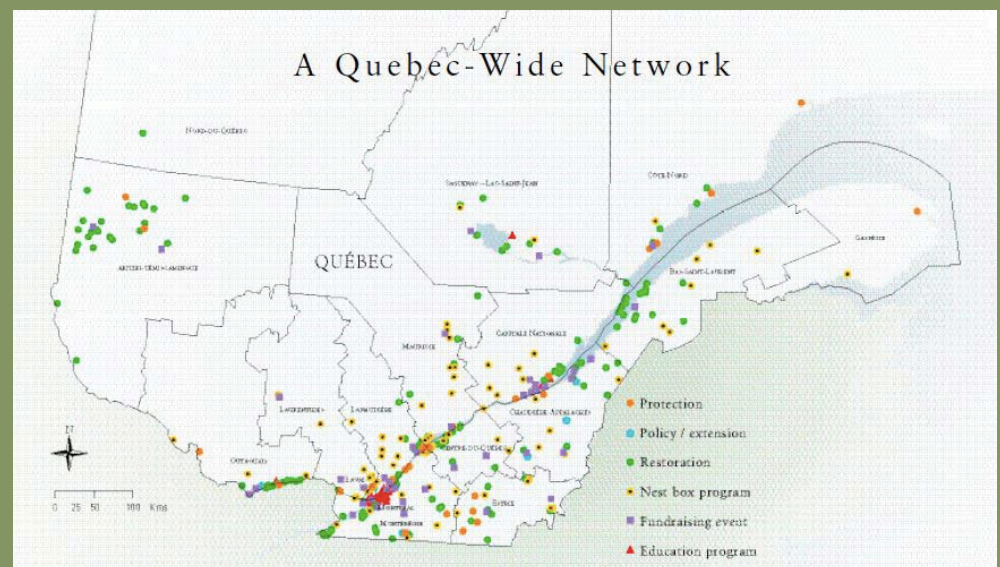 A Quebec-Wide Network
NORD-DU-QUÉBEC
SAGUENAY—LAC-SAINT-JEAN
CÔTE-NORD
GASPÉSIE
QUÉBEC
BAS-SAINT-LAURENT
CAPITALE NATIONALE
MAURICIE
LAURENTIDES
LANAUDIÈRE
CHAUDIÈRE-APPALACHES
CENTRE-DU-QUÉBEC
OUTAOUAIS
LAVAL
MONTRÉAL
ESTRIE
MONTÉRÉGIE
N
0 25 50 100 Kms
Protection
Policy / extension
Restoration
Nest box program
Fundraising event
Education program